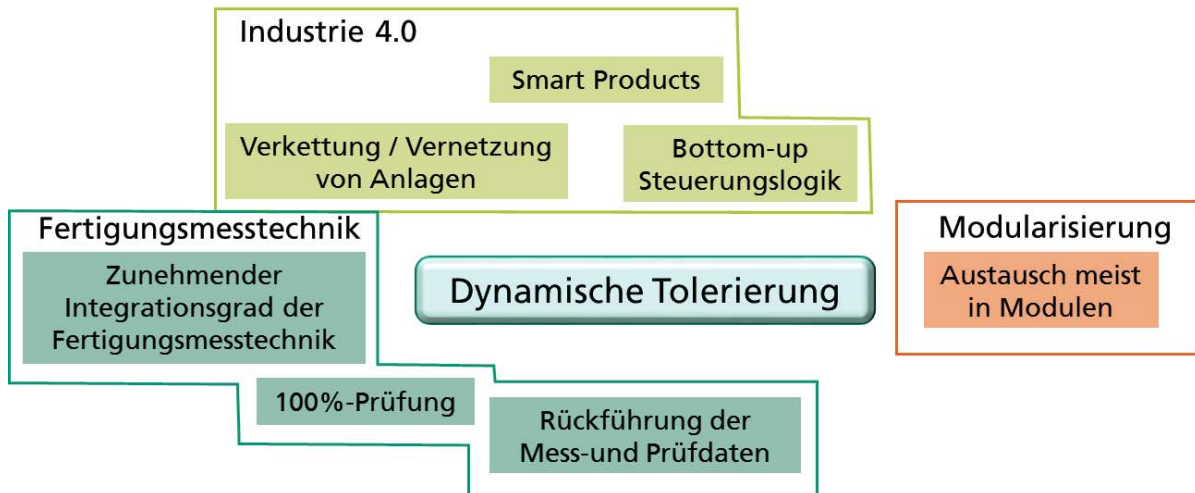 Industrie 4.0
Smart Products
Verkettung / Vernetzung
von Anlagen
Bottom-up
Steuerungslogik
Fertigungsmesstechnik
Zunehmender
Integrationsgrad der
Fertigungsmesstechnik
100%-Prüfung
Rückführung der
Mess-und Prüfdaten
Dynamische Tolerierung
Modularisierung
Austausch meist
in Modulen